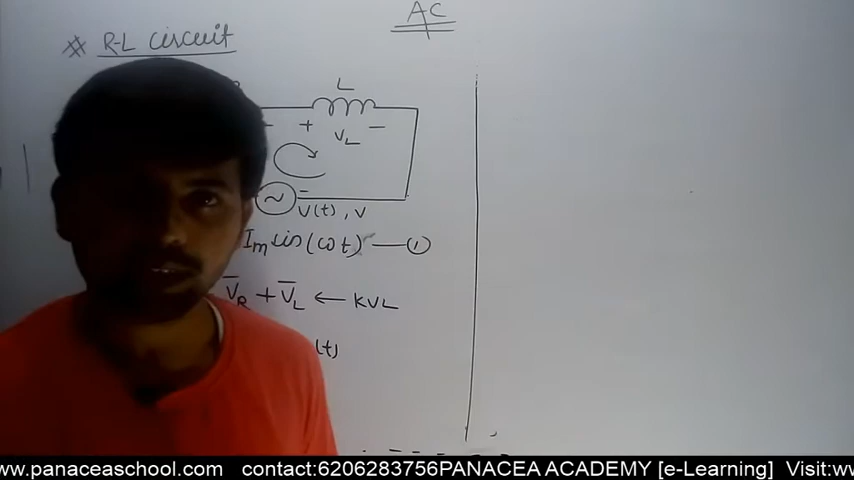 AC
※ R-L circuit
L
+ V_L −
~ −
V(t), V
I_m sin(ωt) —①
V̅_R + V̅_L ← KVL
(t)
www.panaceaschool.com contact:6206283756PANACEA ACADEMY [e-Learning] Visit:ww